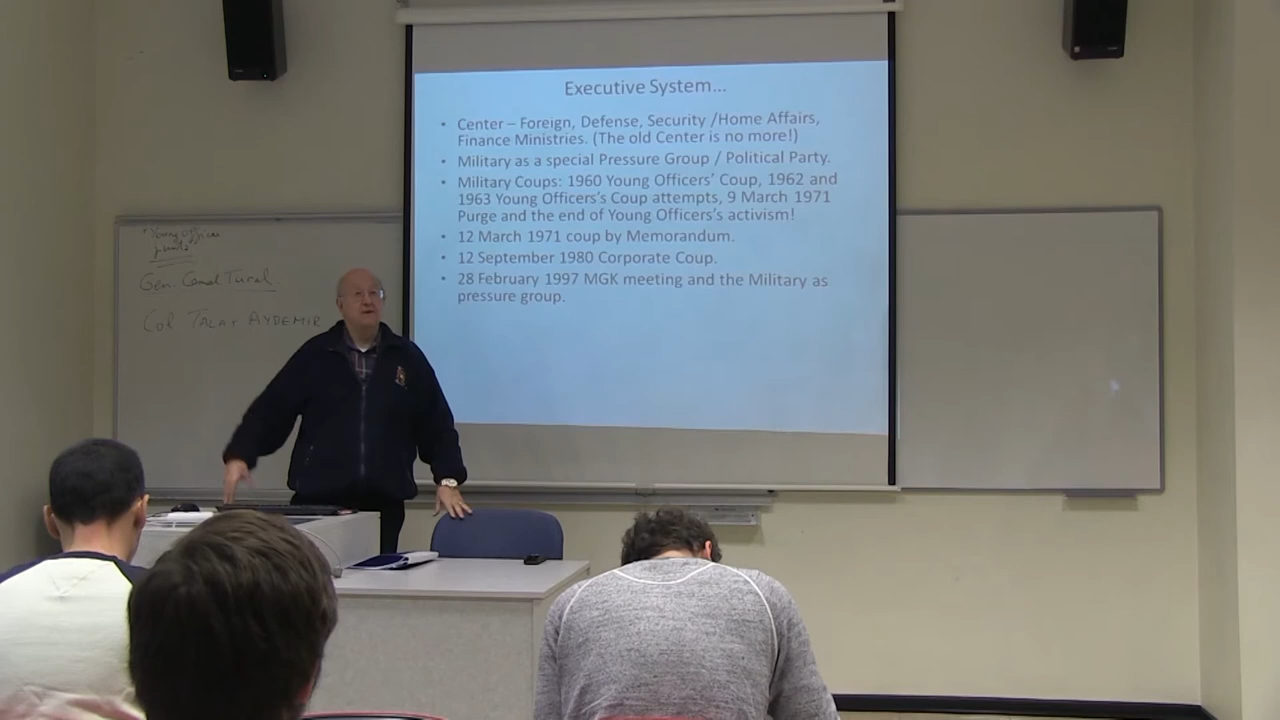 Executive System...
• Center – Foreign, Defense, Security /Home Affairs,
Finance Ministries. (The old Center is no more!)
• Military as a special Pressure Group / Political Party.
• Military Coups: 1960 Young Officers' Coup, 1962 and
1963 Young Officers's Coup attempts, 9 March 1971
Purge and the end of Young Officers's activism!
• 12 March 1971 coup by Memorandum.
• 12 September 1980 Corporate Coup.
• 28 February 1997 MGK meeting and the Military as
pressure group.
"Young Officers
Gen. Cemal Tural.
Col TALAT AYDEMIR